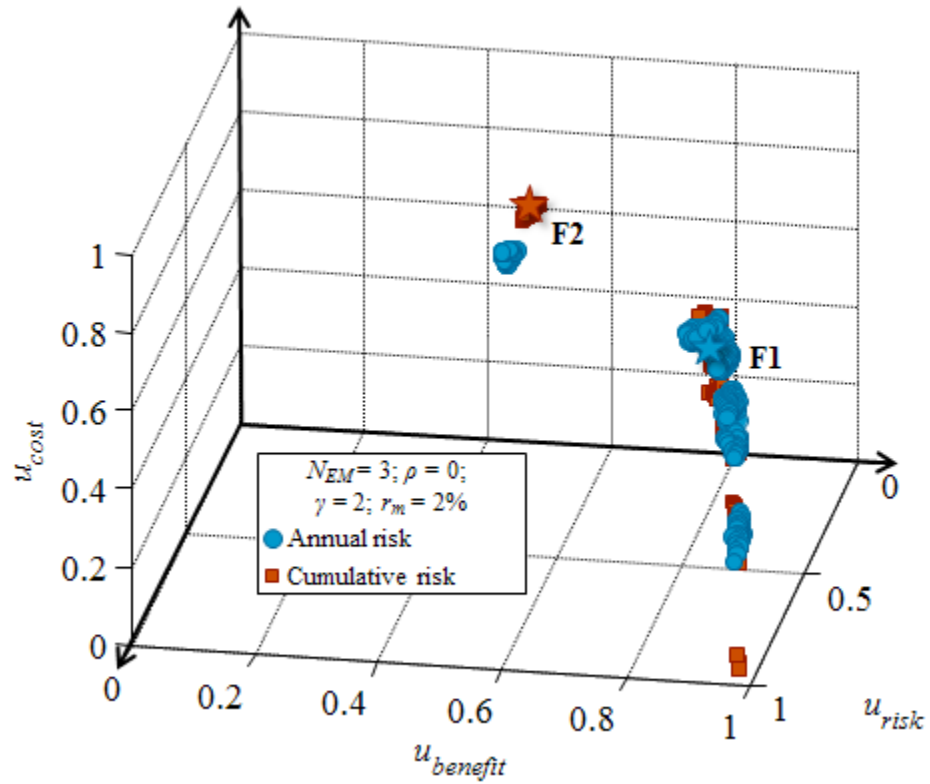 F2
F1
1
0.8
0.6
0.4
0.2
0
u_cost
N_EM = 3; ρ = 0;
γ = 2; r_m = 2%
Annual risk
Cumulative risk
0
0.2
0.4
0.6
0.8
1
u_benefit
0
0.5
1
u_risk